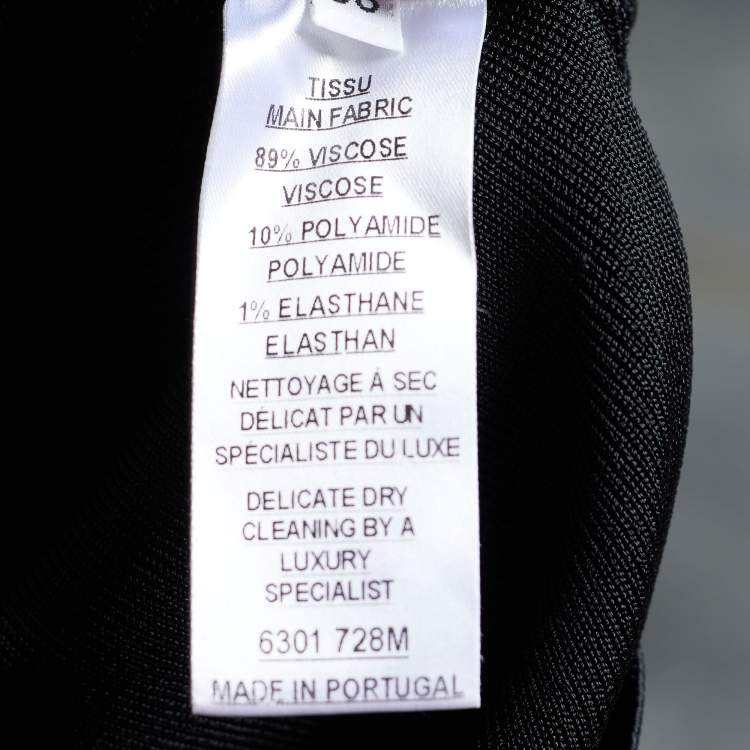 TISSU
MAIN FABRIC
89% VISCOSE
VISCOSE
10% POLYAMIDE
POLYAMIDE
1% ELASTHANE
ELASTHAN
NETTOYAGE À SEC
DÉLICAT PAR UN
SPÉCIALISTE DU LUXE
DELICATE DRY
CLEANING BY A
LUXURY
SPECIALIST
6301 728M
MADE IN PORTUGAL